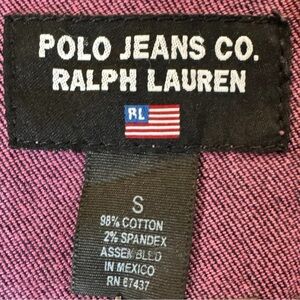 POLO JEANS CO.
RALPH LAUREN
RL
S
98% COTTON
2% SPANDEX
ASSEMBLED
IN MEXICO
RN 67437